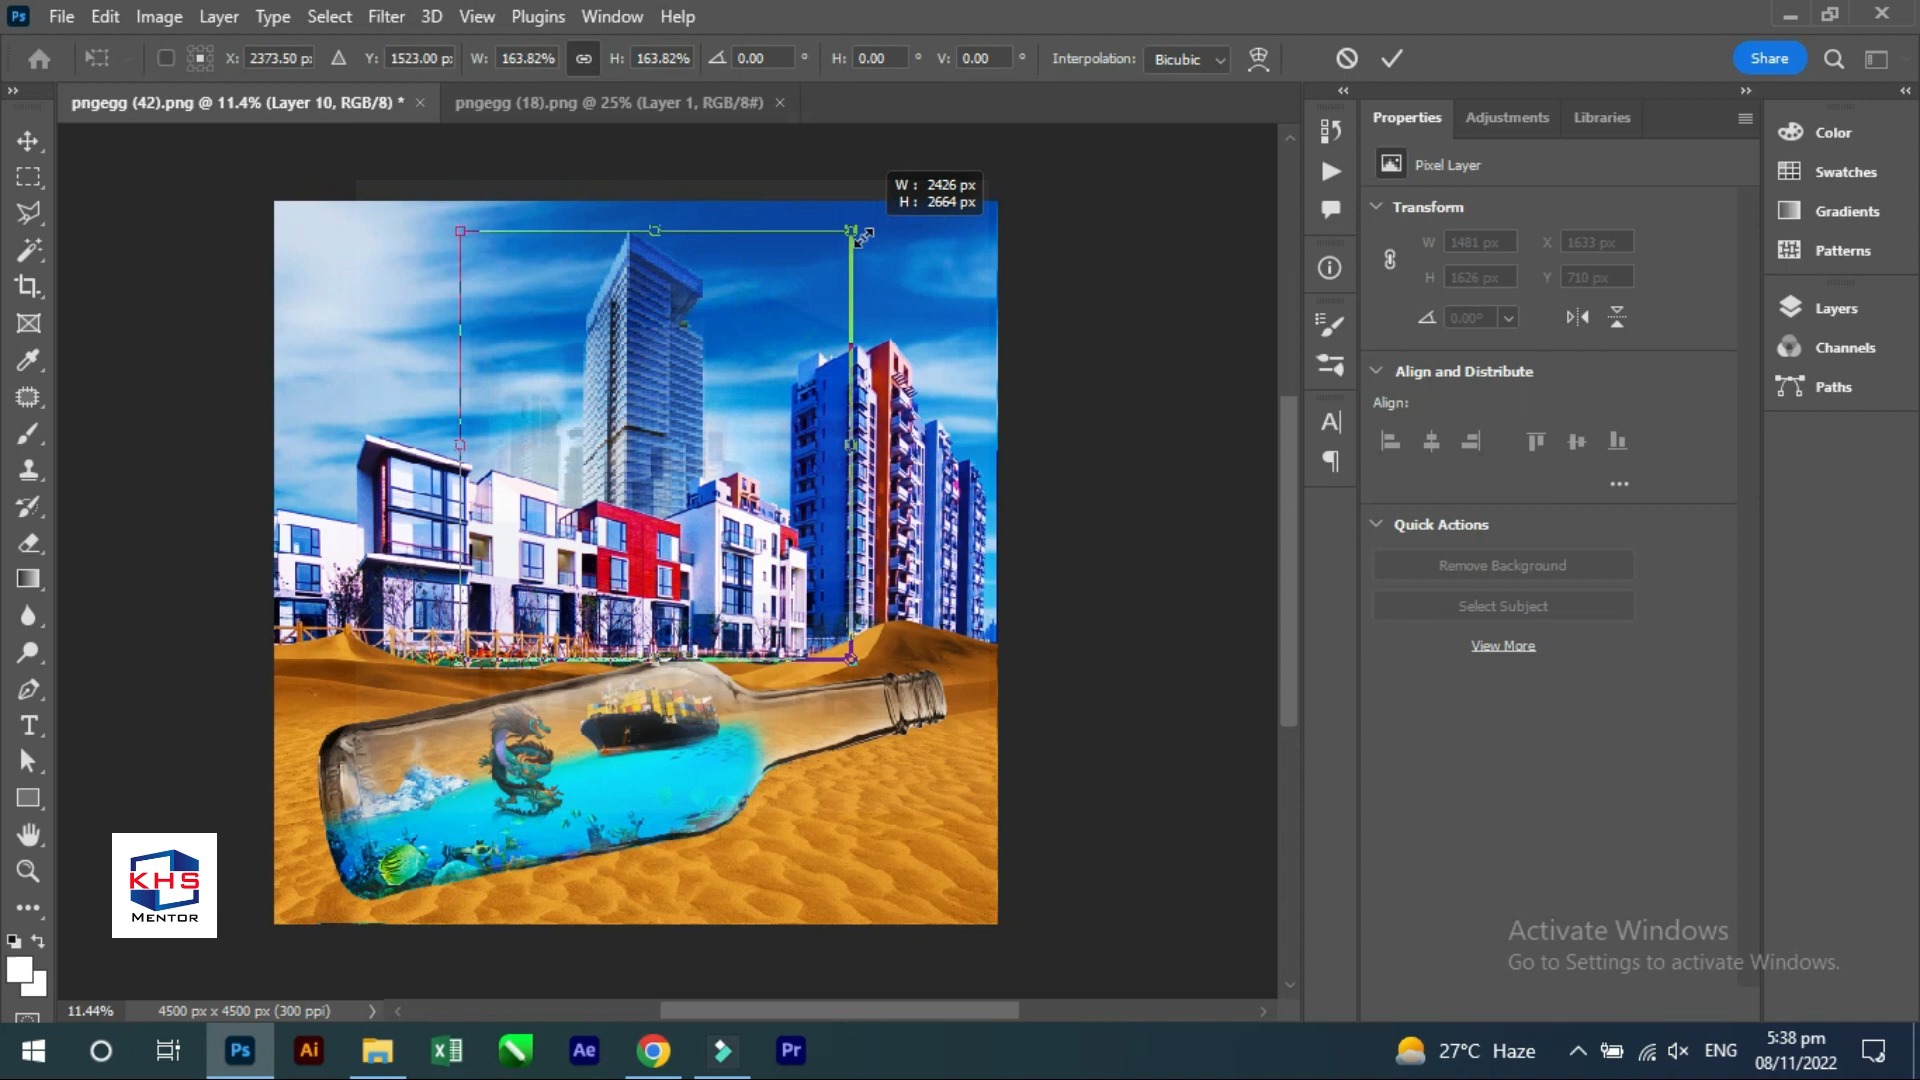 Ps File Edit Image Layer Type Select Filter 3D View Plugins Window Help
X: 2373.50 px Y: 1523.00 px W: 163.82% H: 163.82% 0.00 ° H: 0.00 ° V: 0.00 ° Interpolation: Bicubic Share
pngegg (42).png @ 11.4% (Layer 10, RGB/8) * × pngegg (18).png @ 25% (Layer 1, RGB/8#) ×
Properties Adjustments Libraries
Pixel Layer
Transform
W 1481 px X 1633 px
H 1626 px Y 710 px
0.00°
Align and Distribute
Align:
Quick Actions
Remove Background
Select Subject
View More
Color
Swatches
Gradients
Patterns
Layers
Channels
Paths
W : 2426 px
H : 2664 px
KHS
MENTOR
Activate Windows
Go to Settings to activate Windows.
11.44% 4500 px x 4500 px (300 ppi)
Ps Ai Ae Pr
27°C Haze ENG
5:38 pm
08/11/2022